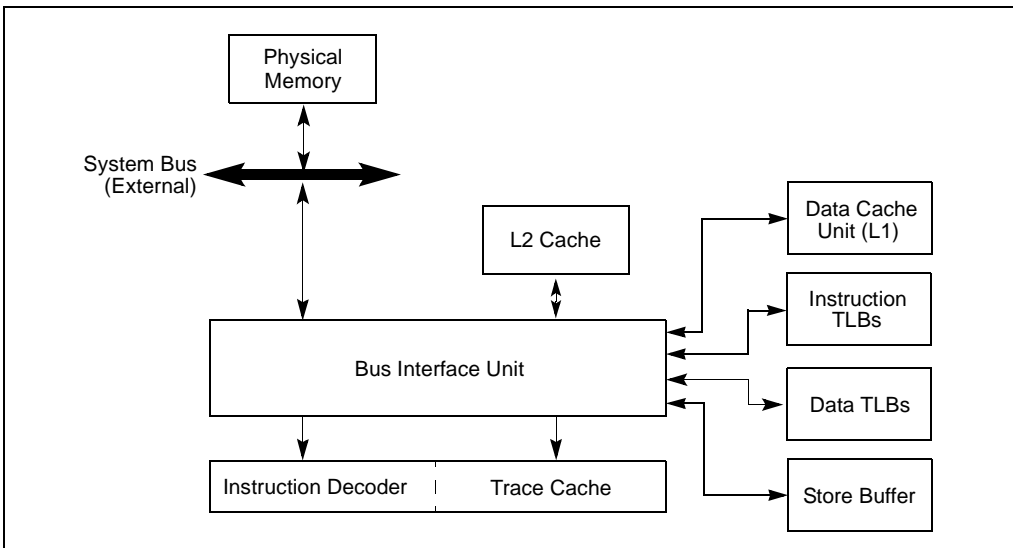 Physical
Memory
System Bus
(External)
L2 Cache
Data Cache
Unit (L1)
Instruction
TLBs
Bus Interface Unit
Data TLBs
Instruction Decoder
Trace Cache
Store Buffer